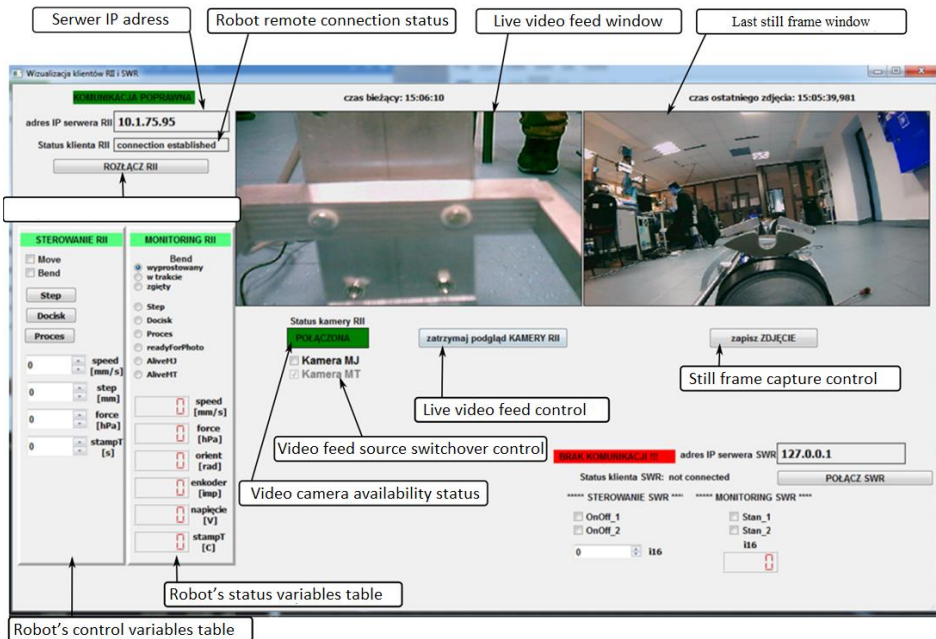 Serwer IP adress
Robot remote connection status
Live video feed window
Last still frame window
Wizualizacja klientów RII i SWR
KOMUNIKACJA POPRAWNA
czas bieżący: 15:06:10
czas ostatniego zdjęcia: 15:05:39,981
adres IP serwera RII 10.1.75.95
Status klienta RII connection established
ROZŁĄCZ RII
STEROWANIE RII
Move
Bend
Step
Docisk
Proces
0 speed
[mm/s]
0 step
[mm]
0 force
[hPa]
0 stampT
[s]
MONITORING RII
Bend
wyprostowany
w trakcie
zgięty
Step
Docisk
Proces
readyForPhoto
AliveMJ
AliveMT
0 speed
[mm/s]
0 force
[hPa]
0 orient
[rad]
0 enkoder
[imp]
0 napięcie
[V]
0 stampT
[C]
Status kamery RII
POŁĄCZONA
Kamera MJ
Kamera MT
zatrzymaj podgląd KAMERY RII
zapisz ZDJĘCIE
Still frame capture control
Live video feed control
Video feed source switchover control
Video camera availability status
BRAK KOMUNIKACJI !!!
adres IP serwera SWR 127.0.0.1
Status klienta SWR: not connected
POŁĄCZ SWR
***** STEROWANIE SWR ****
OnOff_1
OnOff_2
0 i16
***** MONITORING SWR ****
Stan_1
Stan_2
i16
0
Robot's status variables table
Robot's control variables table